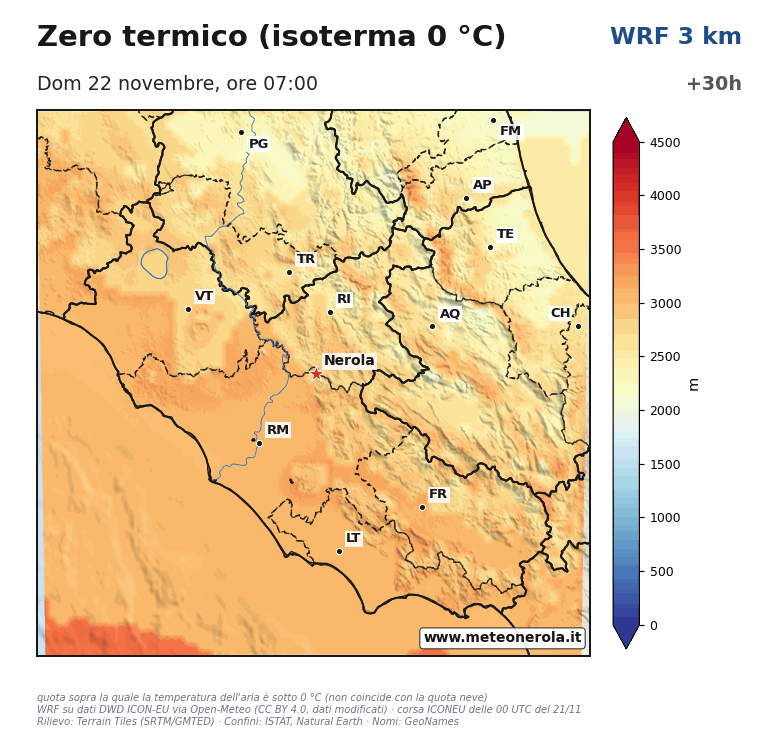 Zero termico (isoterma 0 °C)
WRF 3 km
Dom 22 novembre, ore 07:00
+30h
FM
PG
AP
TE
TR
VT
RI
AQ
CH
Nerola
RM
FR
LT
www.meteonerola.it
4500
4000
3500
3000
2500
2000
1500
1000
500
0
m
quota sopra la quale la temperatura dell'aria è sotto 0 °C (non coincide con la quota neve)
WRF su dati DWD ICON-EU via Open-Meteo (CC BY 4.0, dati modificati) · corsa ICONEU delle 00 UTC del 21/11
Rilievo: Terrain Tiles (SRTM/GMTED) · Confini: ISTAT, Natural Earth · Nomi: GeoNames